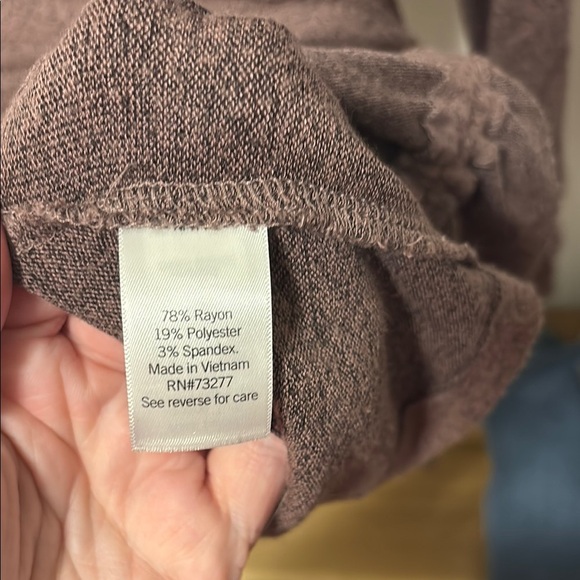 78% Rayon
19% Polyester
3% Spandex.
Made in Vietnam
RN#73277
See reverse for care